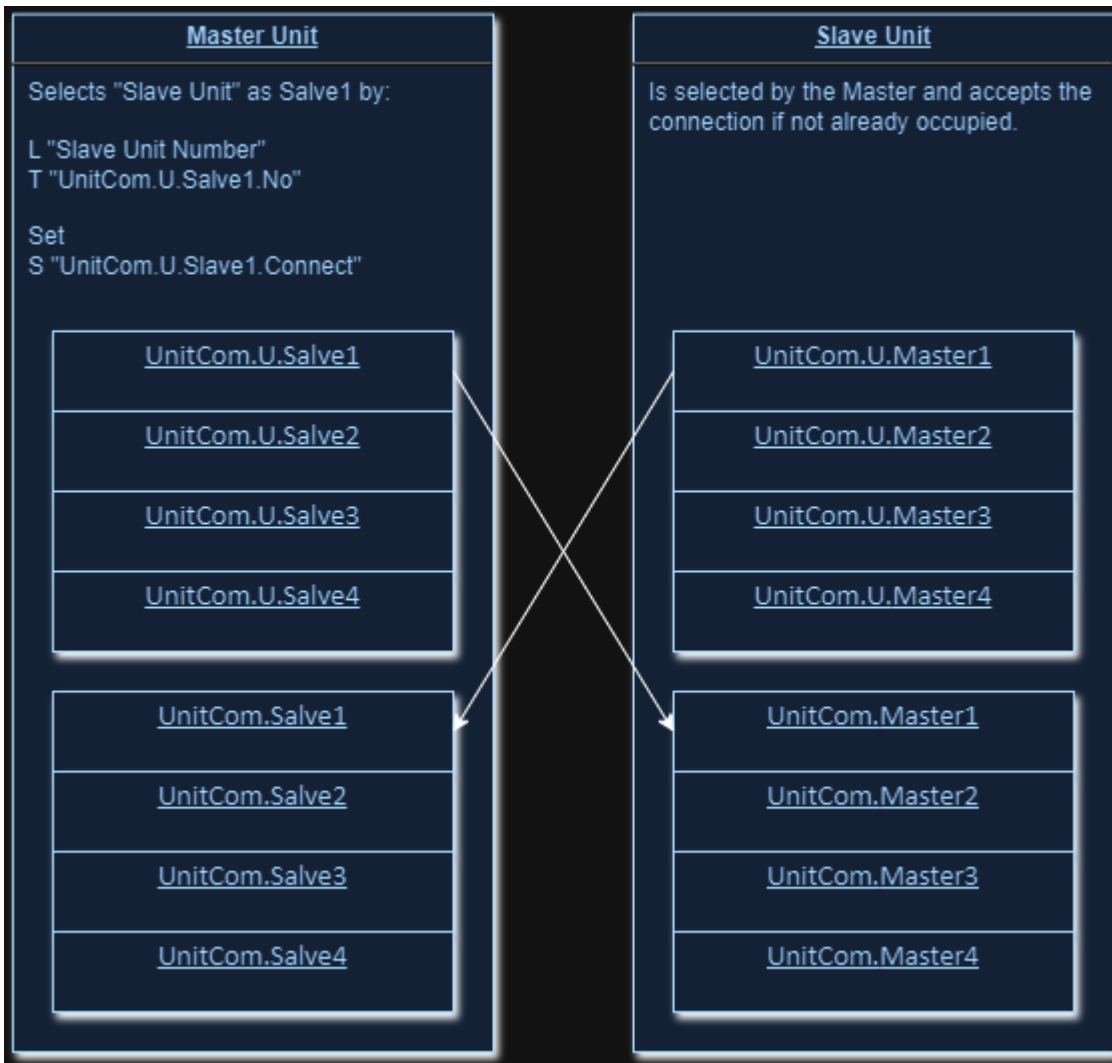 Master Unit
Selects "Slave Unit" as Salve1 by:
L "Slave Unit Number"
T "UnitCom.U.Salve1.No"
Set
S "UnitCom.U.Slave1.Connect"
UnitCom.U.Salve1
UnitCom.U.Salve2
UnitCom.U.Salve3
UnitCom.U.Salve4
UnitCom.Salve1
UnitCom.Salve2
UnitCom.Salve3
UnitCom.Salve4
Slave Unit
Is selected by the Master and accepts the
connection if not already occupied.
UnitCom.U.Master1
UnitCom.U.Master2
UnitCom.U.Master3
UnitCom.U.Master4
UnitCom.Master1
UnitCom.Master2
UnitCom.Master3
UnitCom.Master4